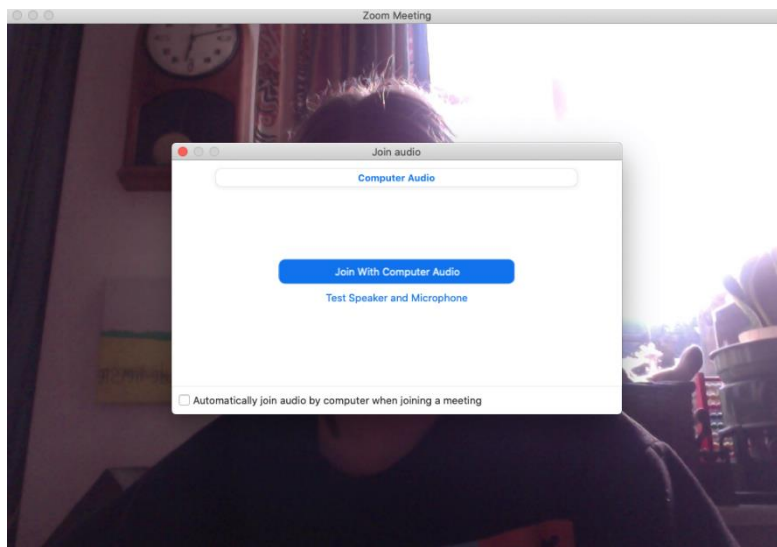 Zoom Meeting
Join audio
Computer Audio
Join With Computer Audio
Test Speaker and Microphone
Automatically join audio by computer when joining a meeting